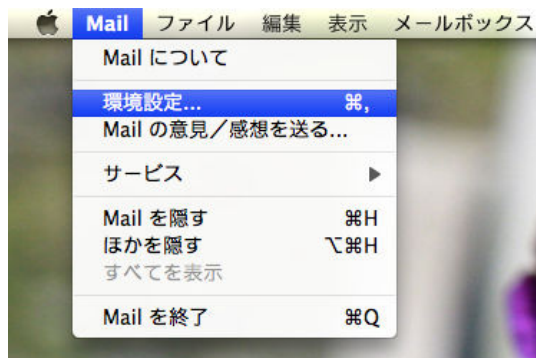 Mail ファイル 編集 表示 メールボックス
Mail について
環境設定... ⌘,
Mail の意見／感想を送る...
サービス
Mail を隠す ⌘H
ほかを隠す ⌥⌘H
すべてを表示
Mail を終了 ⌘Q